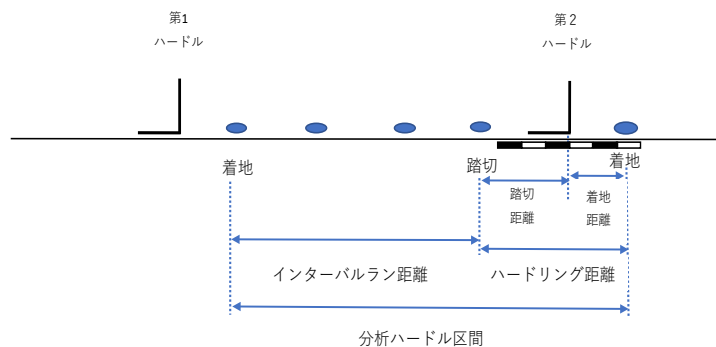 第1
ハードル
第２
ハードル
着地
踏切
着地
踏切
距離
着地
距離
インターバルラン距離
ハードリング距離
分析ハードル区間